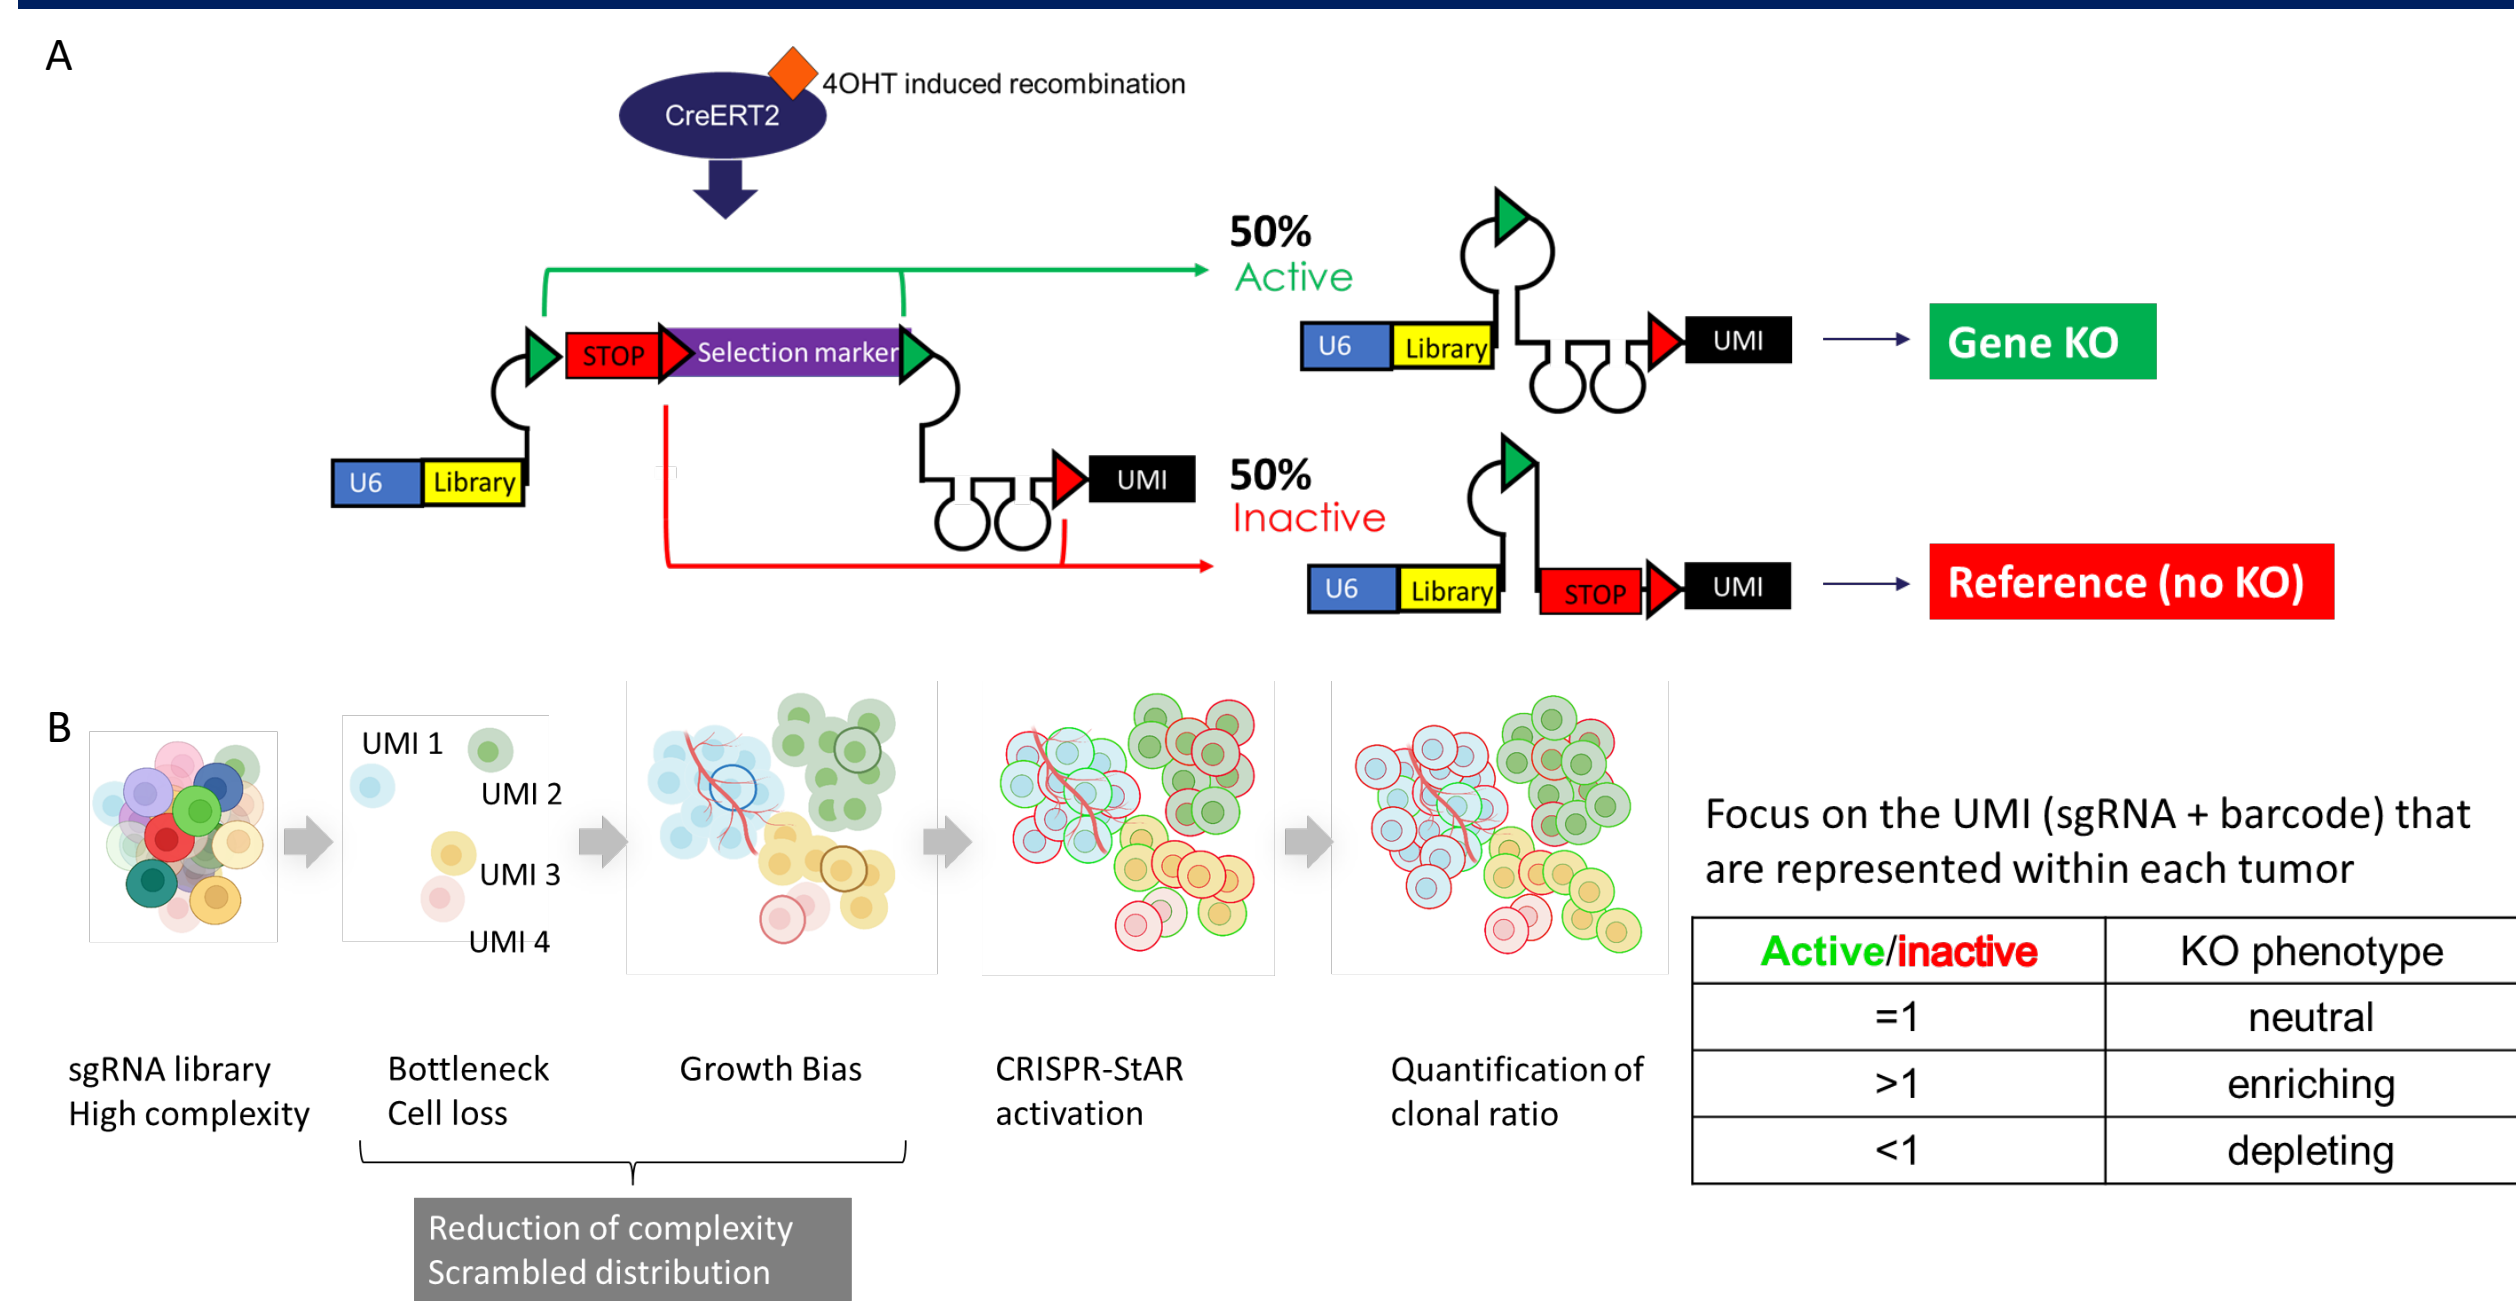 A
4OHT induced recombination
CreERT2
50%
Active
STOP
Selection marker
U6
Library
UMI
U6
Library
UMI
Gene KO
50%
Inactive
U6
Library
STOP
UMI
Reference (no KO)
B
UMI 1
UMI 2
UMI 3
UMI 4
sgRNA library
High complexity
Bottleneck
Cell loss
Growth Bias
CRISPR-StAR
activation
Quantification of
clonal ratio
Reduction of complexity
Scrambled distribution
Focus on the UMI (sgRNA + barcode) that
are represented within each tumor
Active/inactive KO phenotype
=1 neutral
>1 enriching
<1 depleting